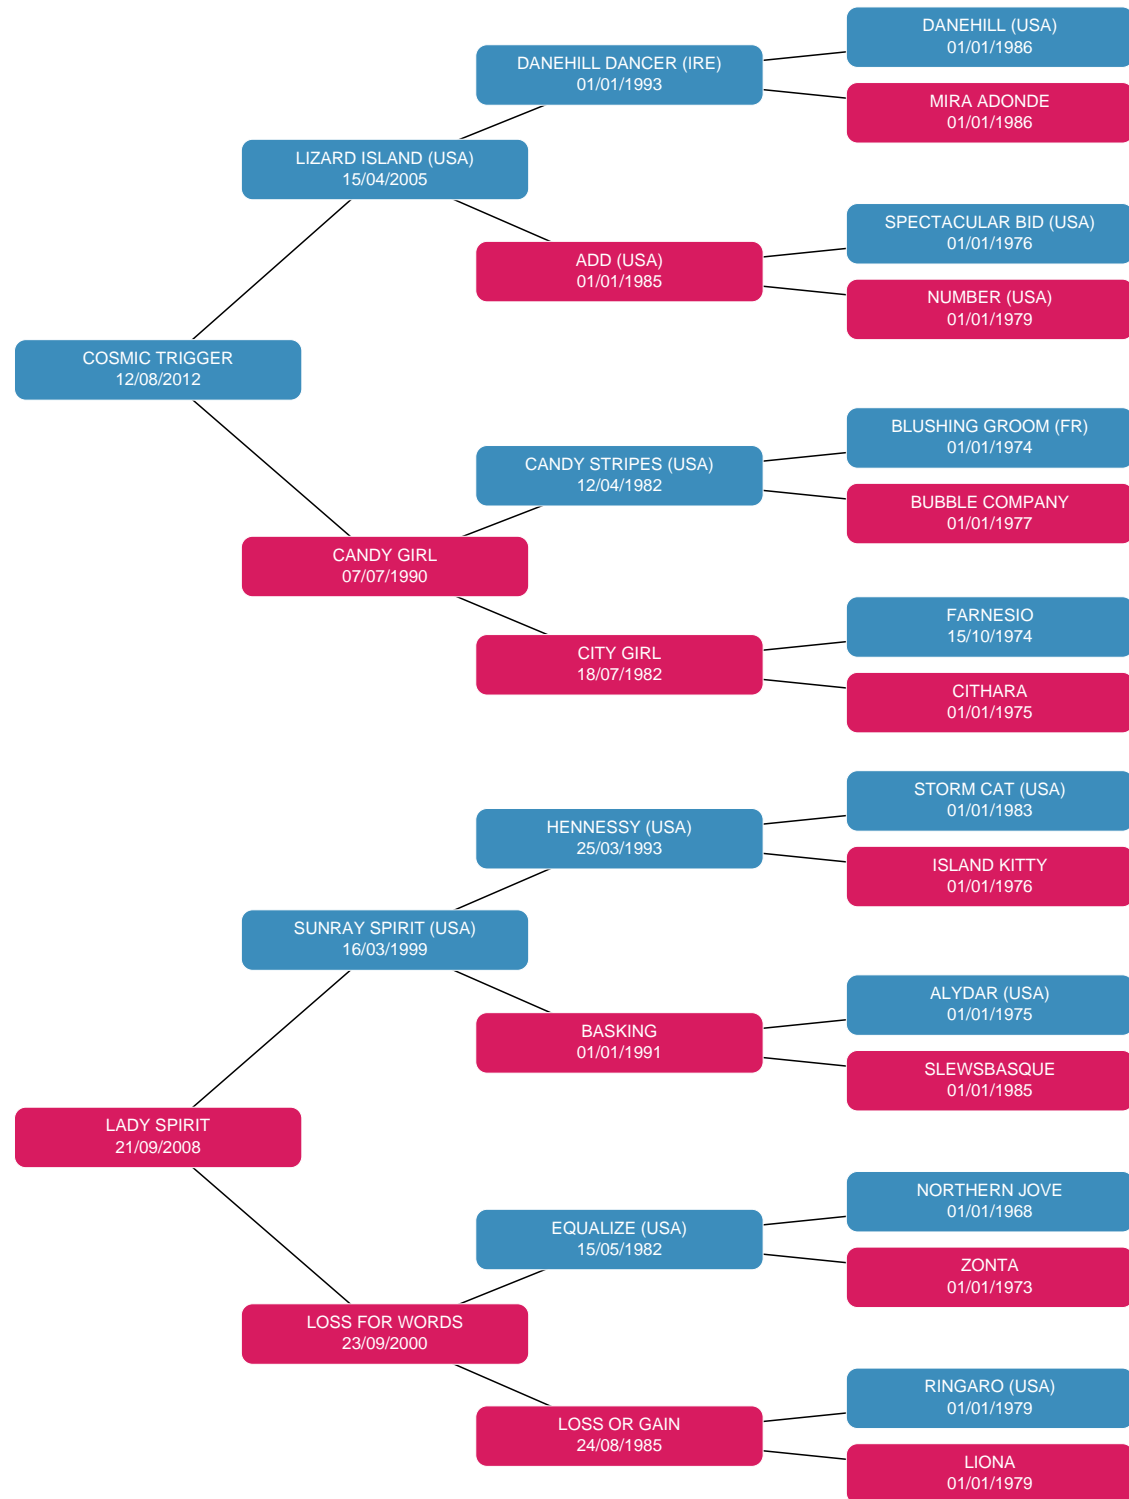 DANEHILL (USA)
01/01/1986
DANEHILL DANCER (IRE)
01/01/1993
MIRA ADONDE
01/01/1986
LIZARD ISLAND (USA)
15/04/2005
SPECTACULAR BID (USA)
01/01/1976
ADD (USA)
01/01/1985
NUMBER (USA)
01/01/1979
COSMIC TRIGGER
12/08/2012
BLUSHING GROOM (FR)
01/01/1974
CANDY STRIPES (USA)
12/04/1982
BUBBLE COMPANY
01/01/1977
CANDY GIRL
07/07/1990
FARNESIO
15/10/1974
CITY GIRL
18/07/1982
CITHARA
01/01/1975
STORM CAT (USA)
01/01/1983
HENNESSY (USA)
25/03/1993
ISLAND KITTY
01/01/1976
SUNRAY SPIRIT (USA)
16/03/1999
ALYDAR (USA)
01/01/1975
BASKING
01/01/1991
SLEWSBASQUE
01/01/1985
LADY SPIRIT
21/09/2008
NORTHERN JOVE
01/01/1968
EQUALIZE (USA)
15/05/1982
ZONTA
01/01/1973
LOSS FOR WORDS
23/09/2000
RINGARO (USA)
01/01/1979
LOSS OR GAIN
24/08/1985
LIONA
01/01/1979